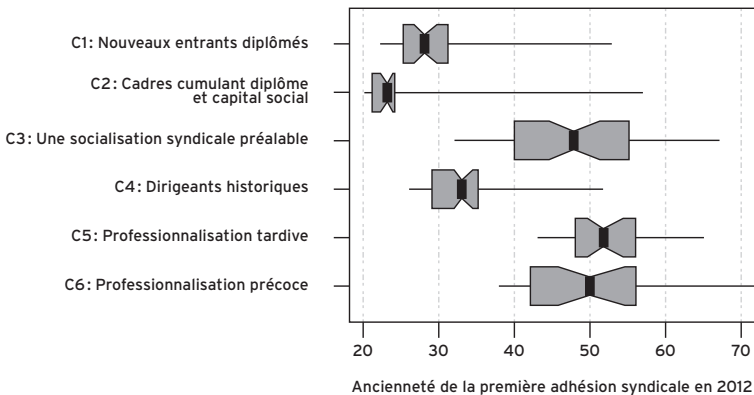 C1: Nouveaux entrants diplômés
C2: Cadres cumulant diplôme
et capital social
C3: Une socialisation syndicale préalable
C4: Dirigeants historiques
C5: Professionnalisation tardive
C6: Professionnalisation précoce
20 30 40 50 60 70
Ancienneté de la première adhésion syndicale en 2012